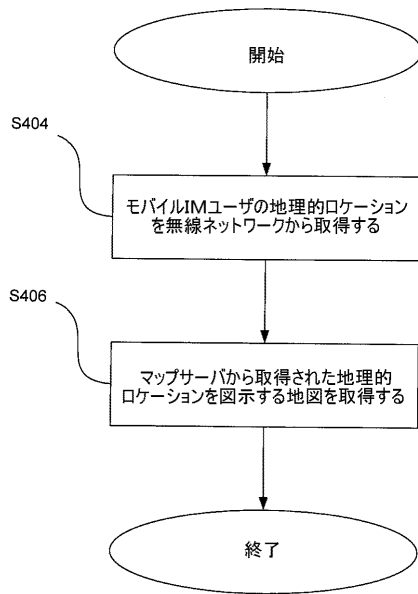 開始
S404
モバイルIMユーザの地理的ロケーション
を無線ネットワークから取得する
S406
マップサーバから取得された地理的
ロケーションを図示する地図を取得する
終了